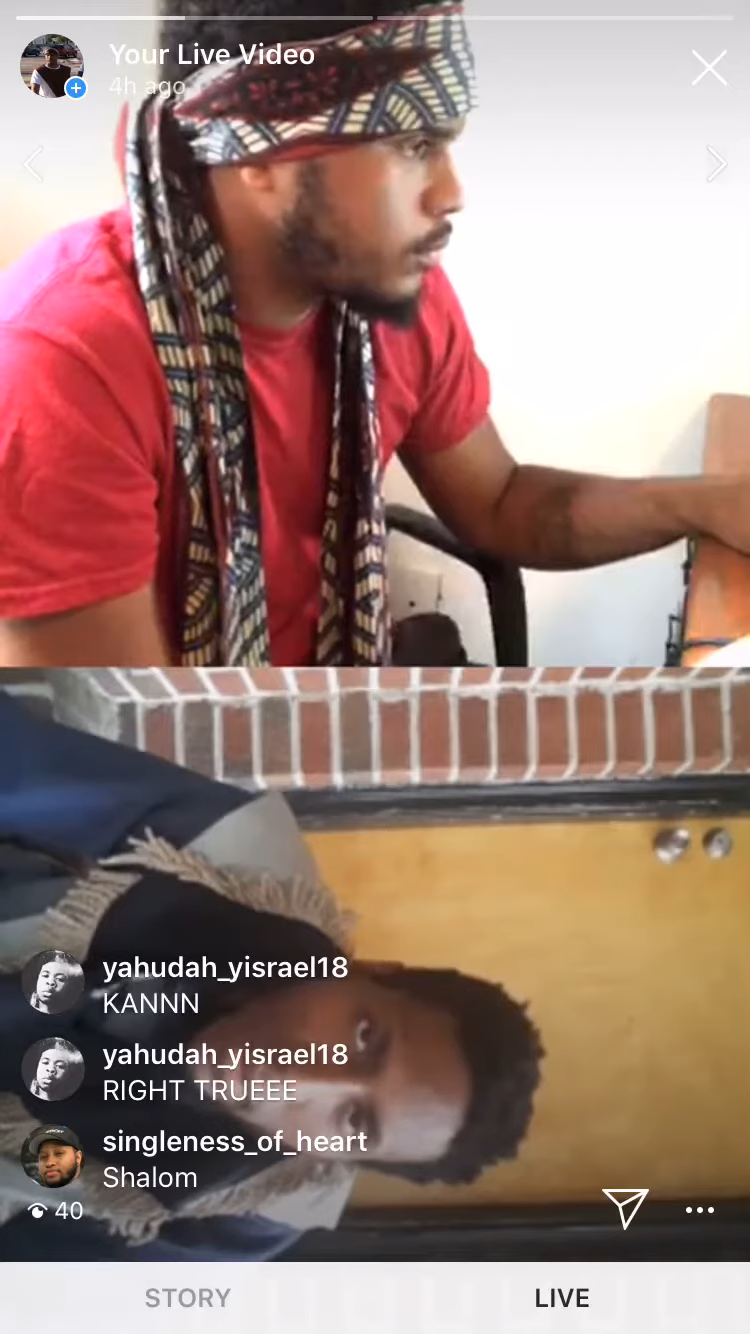 Your Live Video
4h ago
yahudah_yisrael18
KANNN
yahudah_yisrael18
RIGHT TRUEEE
singleness_of_heart
Shalom
40
STORY
LIVE